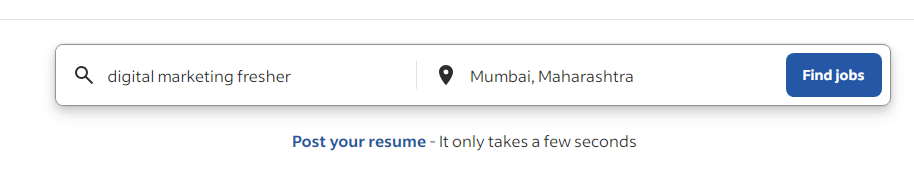 digital marketing fresher Mumbai, Maharashtra Find jobs
Post your resume - It only takes a few seconds